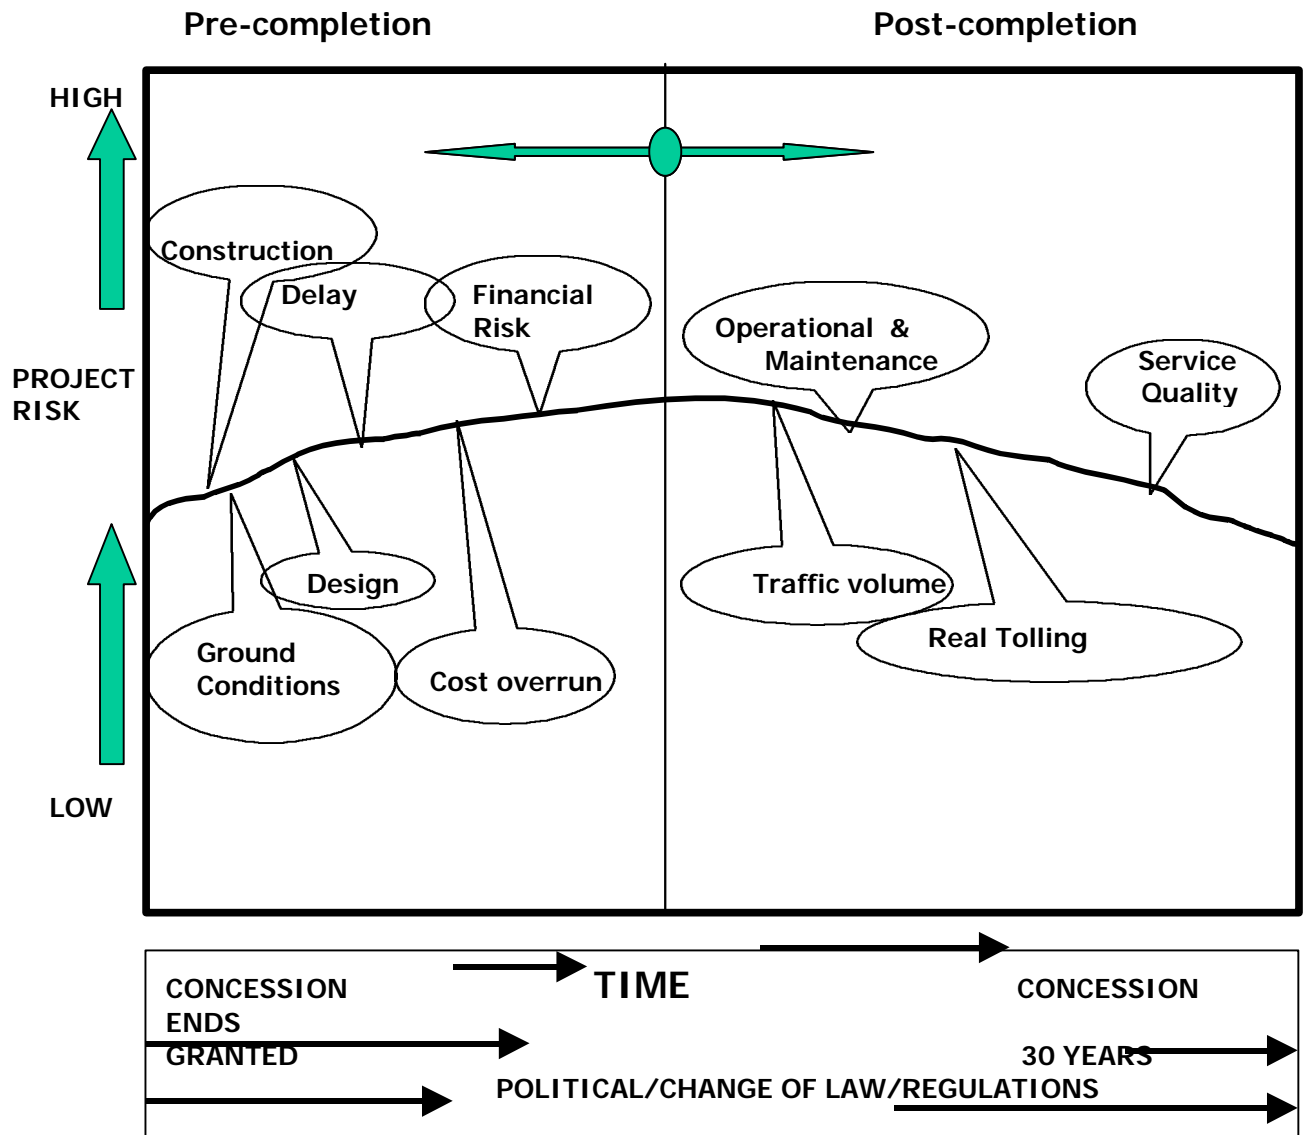 Pre-completion
Post-completion
HIGH
Construction
Delay
Financial
Risk
Operational &
Maintenance
Service
Quality
PROJECT
RISK
Design
Traffic volume
Ground
Conditions
Cost overrun
Real Tolling
LOW
TIME
CONCESSION
CONCESSION
ENDS
GRANTED
30 YEARS
POLITICAL/CHANGE OF LAW/REGULATIONS